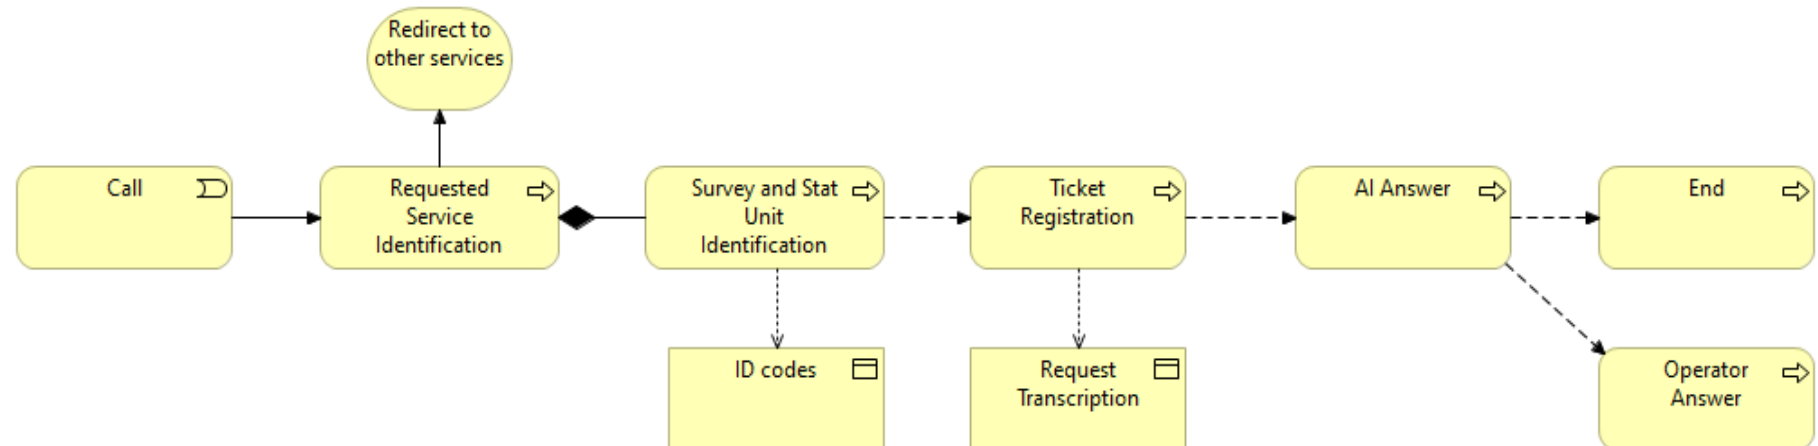 Redirect to
other services
Call
Requested
Service
Identification
Survey and Stat
Unit
Identification
Ticket
Registration
AI Answer
End
ID codes
Request
Transcription
Operator
Answer